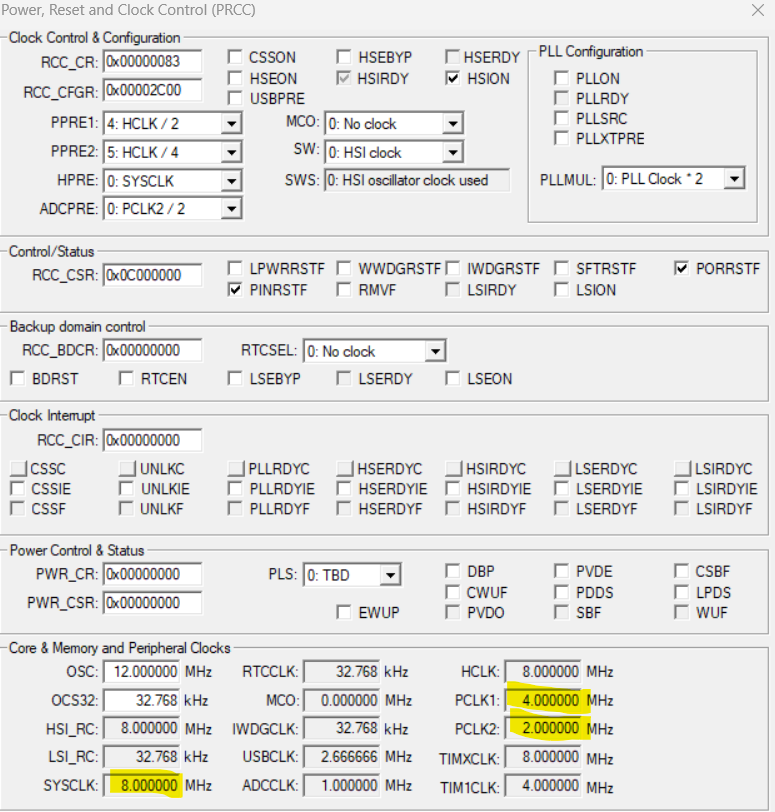 Power, Reset and Clock Control (PRCC)
Clock Control & Configuration
RCC_CR: 0x00000083 CSSON HSEBYP HSERDY PLL Configuration
HSEON HSIRDY HSION PLLON
RCC_CFGR: 0x00002C00 USBPRE PLLRDY
PPRE1: 4: HCLK / 2 MCO: 0: No clock PLLSRC
PLLXTPRE
PPRE2: 5: HCLK / 4 SW: 0: HSI clock
HPRE: 0: SYSCLK SWS: 0: HSI oscillator clock used PLLMUL: 0: PLL Clock * 2
ADCPRE: 0: PCLK2 / 2
Control/Status
RCC_CSR: 0x0C000000 LPWRRSTF WWDGRSTF IWDGRSTF SFTRSTF PORRSTF
PINRSTF RMVF LSIRDY LSION
Backup domain control
RCC_BDCR: 0x00000000 RTCSEL: 0: No clock
BDRST RTCEN LSEBYP LSERDY LSEON
Clock Interrupt
RCC_CIR: 0x00000000
CSSC UNLKC PLLRDYC HSERDYC HSIRDYC LSERDYC LSIRDYC
CSSIE UNLKIE PLLRDYIE HSERDYIE HSIRDYIE LSERDYIE LSIRDYIE
CSSF UNLKF PLLRDYF HSERDYF HSIRDYF LSERDYF LSIRDYF
Power Control & Status
PWR_CR: 0x00000000 PLS: 0: TBD DBP PVDE CSBF
CWUF PDDS LPDS
PWR_CSR: 0x00000000 EWUP PVDO SBF WUF
Core & Memory and Peripheral Clocks
OSC: 12.000000 MHz RTCCLK: 32.768 kHz HCLK: 8.000000 MHz
OCS32: 32.768 kHz MCO: 0.000000 MHz PCLK1: 4.000000 MHz
HSI_RC: 8.000000 MHz IWDGCLK: 32.768 kHz PCLK2: 2.000000 MHz
LSI_RC: 32.768 kHz USBCLK: 2.666666 MHz TIMXCLK: 8.000000 MHz
SYSCLK: 8.000000 MHz ADCCLK: 1.000000 MHz TIM1CLK: 4.000000 MHz